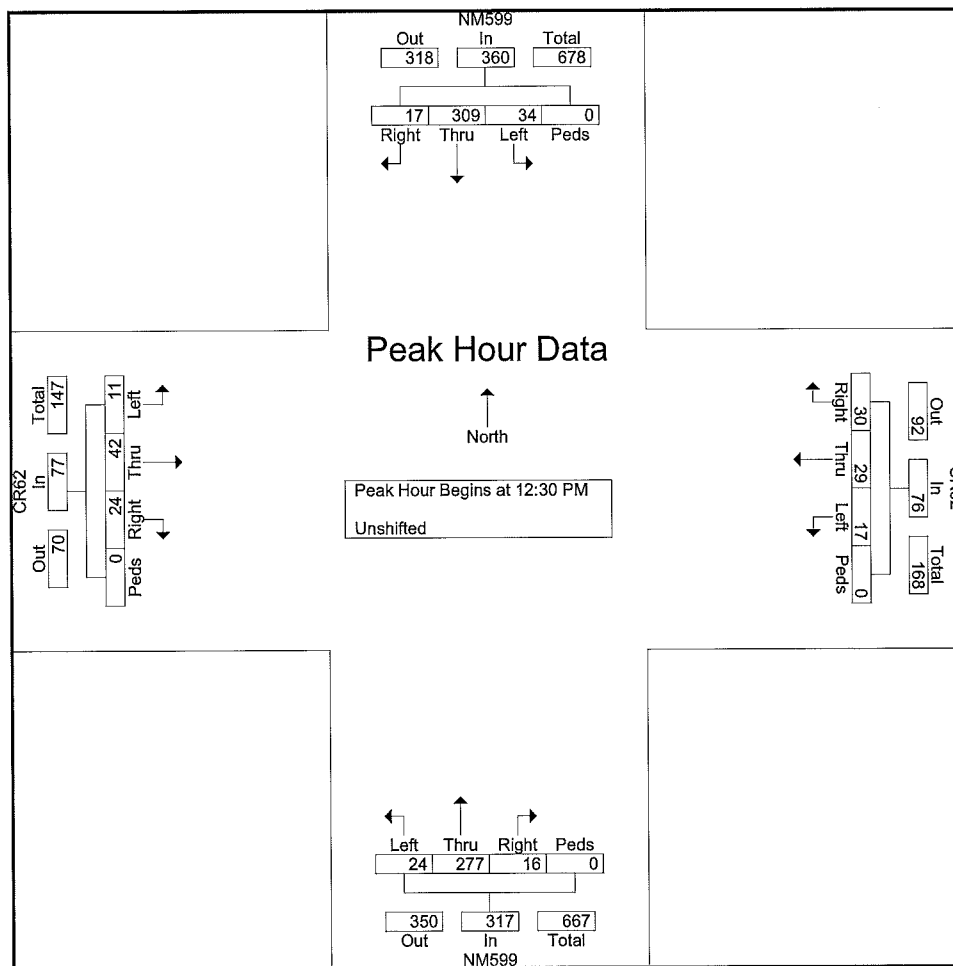 NM599
Out In Total
318 360 678
17 309 34 0
Right Thru Left Peds
Peak Hour Data
North
Peak Hour Begins at 12:30 PM
Unshifted
CR62
Out In Total
70 77 147
Left Thru Right Peds
11 42 24 0
Out In Total
92 76 168
Right Thru Left Peds
30 29 17 0
Left Thru Right Peds
24 277 16 0
350 317 667
Out In Total
NM599